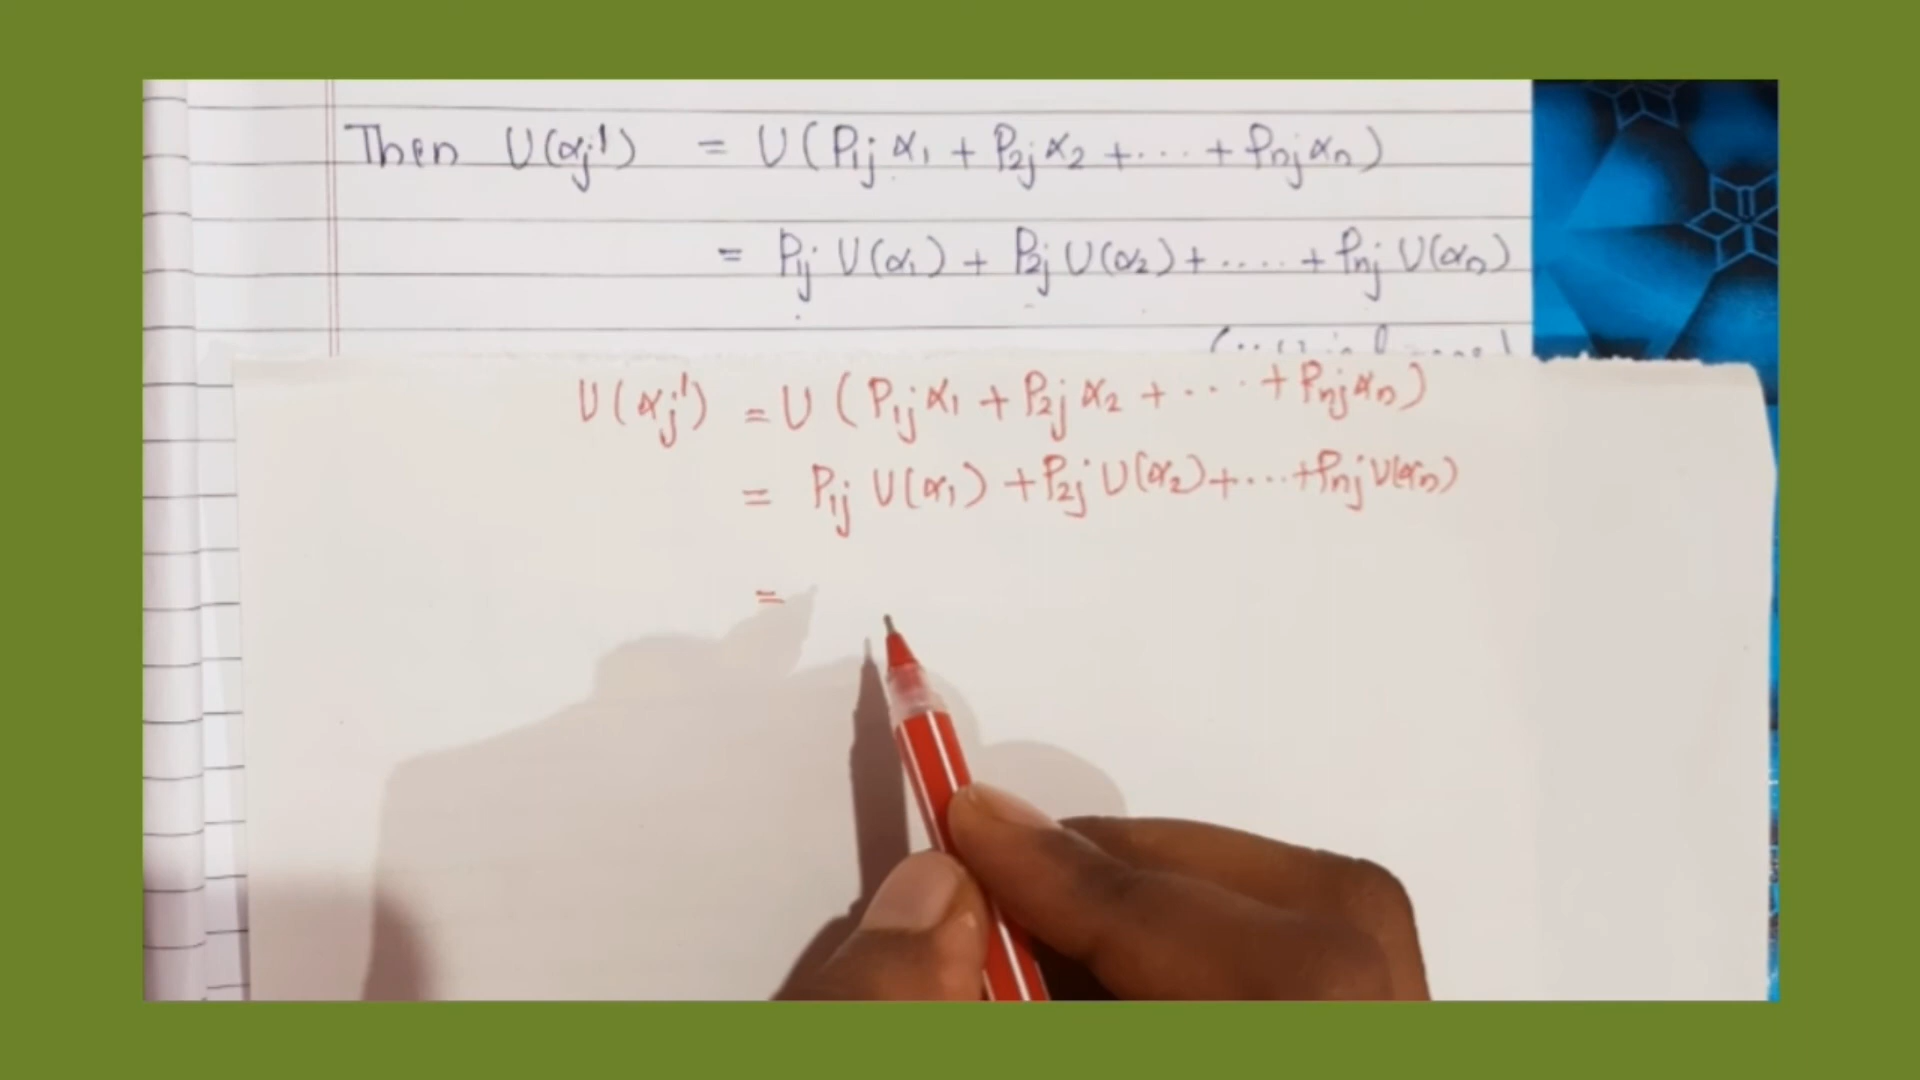 Then U(αj') = U(P1j α1 + P2j α2 + ... + Pnj αn)
= P1j U(α1) + P2j U(α2) + .... + Pnj U(αn)
U(αj') = U(P1j α1 + P2j α2 + ... + Pnj αn)
= P1j U(α1) + P2j U(α2) + ... + Pnj U(αn)
=